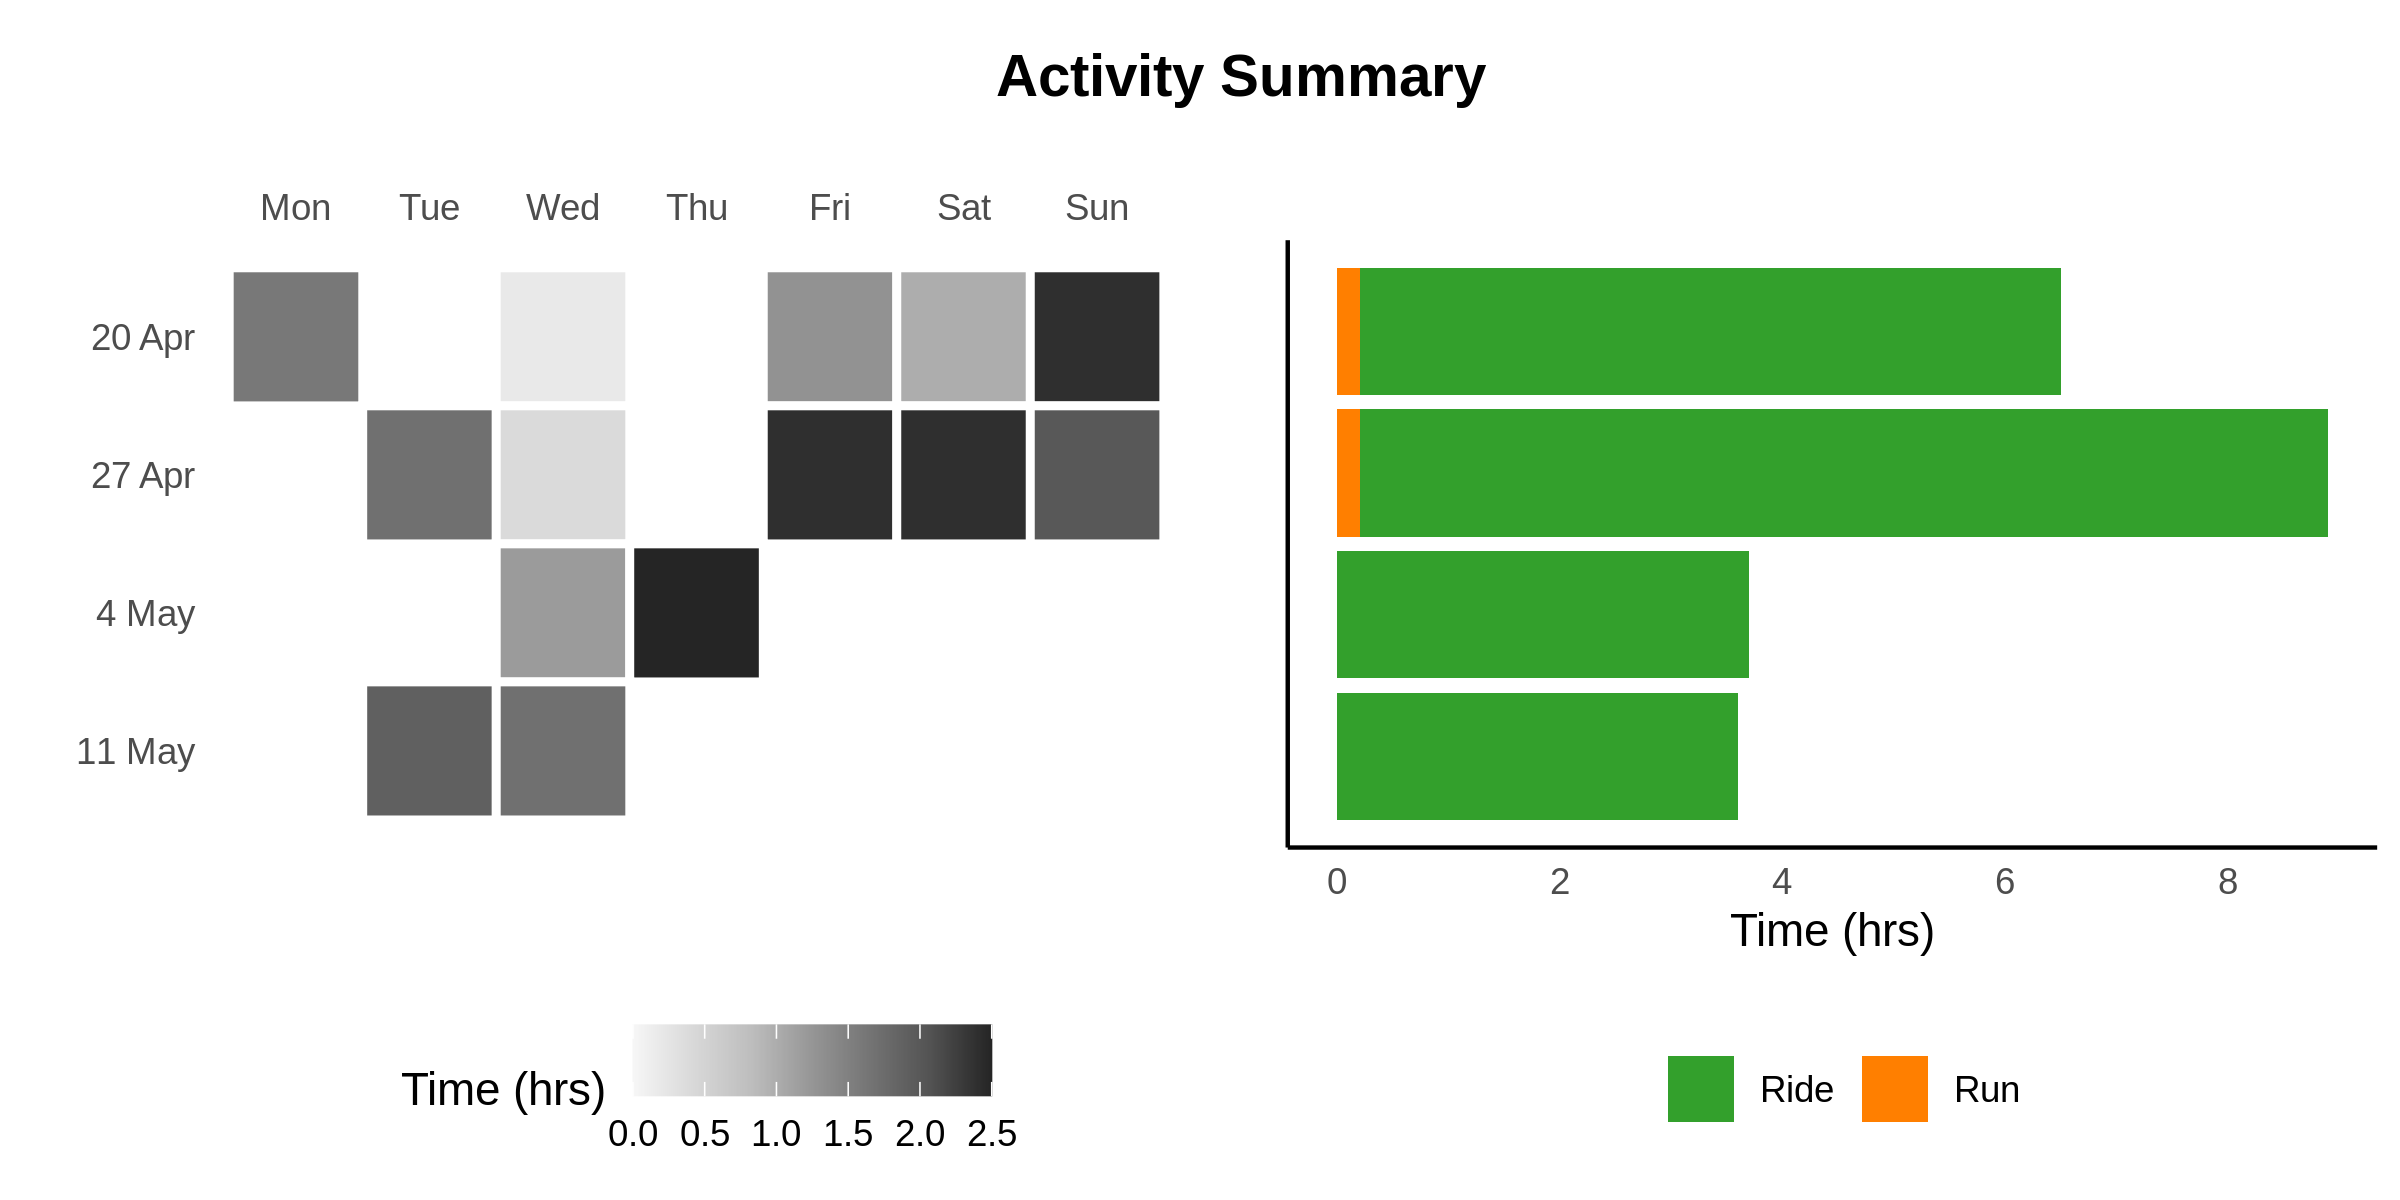 Activity Summary
Mon Tue Wed Thu Fri Sat Sun
20 Apr
27 Apr
4 May
11 May
0 2 4 6 8
Time (hrs)
Time (hrs)
0.0 0.5 1.0 1.5 2.0 2.5
Ride Run